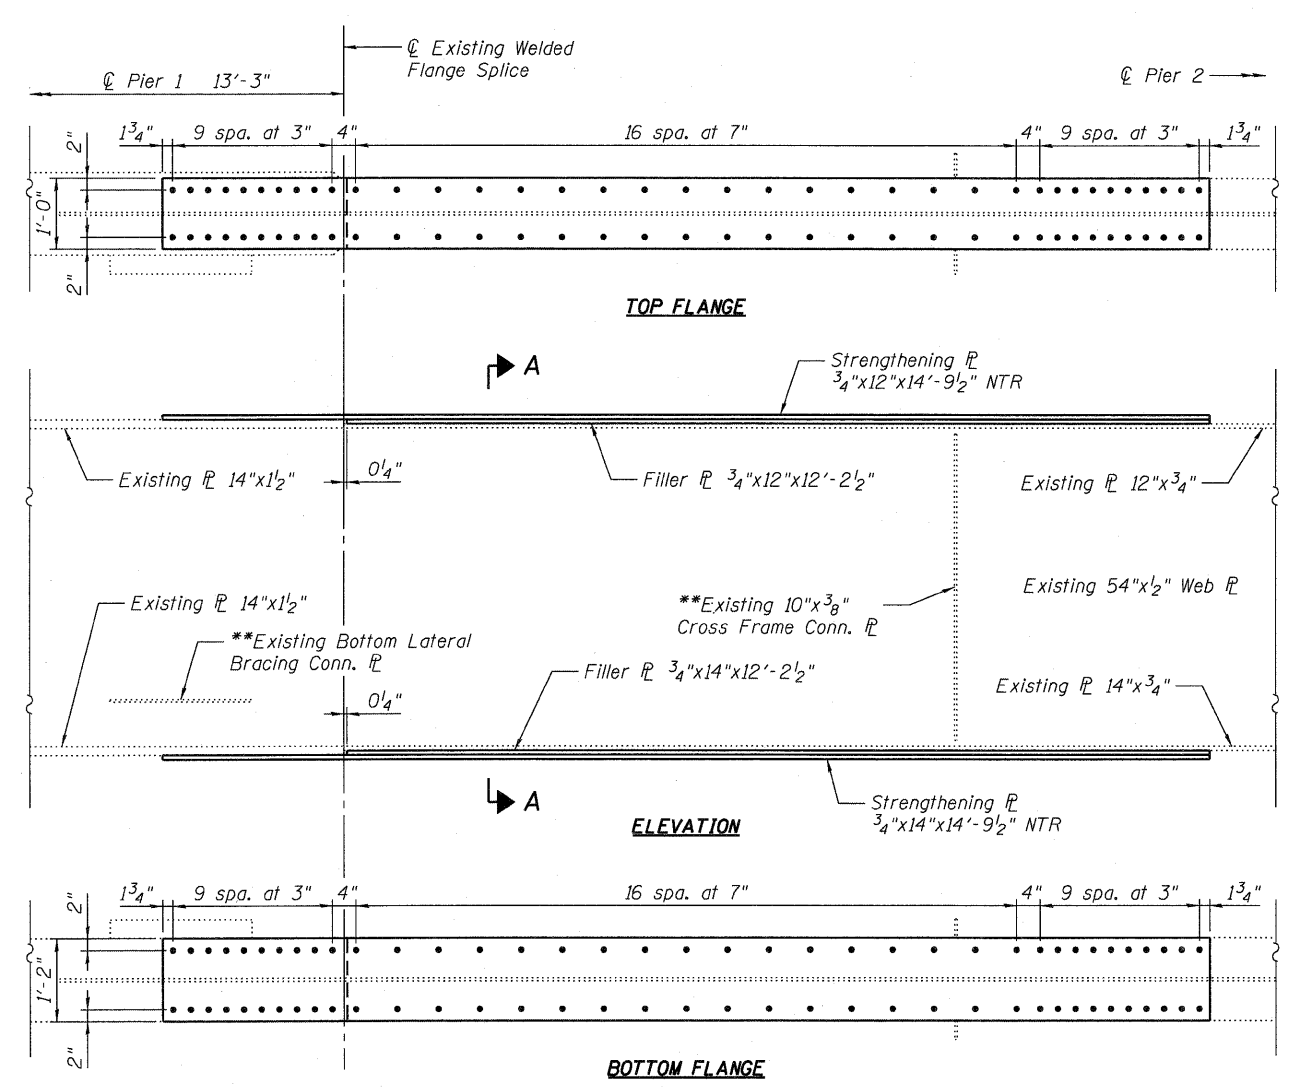 ℄ Existing Welded
Flange Splice
℄ Pier 1 13'-3"
℄ Pier 2
1¾" 9 spa. at 3" 4" 16 spa. at 7" 4" 9 spa. at 3" 1¾"
2"
1'-0"
2"
TOP FLANGE
A
Strengthening ⅊
¾"x12"x14'-9½" NTR
0¼"
Existing ⅊ 14"x1½"
Filler ⅊ ¾"x12"x12'-2½"
Existing ⅊ 12"x¾"
Existing 54"x½" Web ⅊
Existing ⅊ 14"x1½"
**Existing 10"x⅜"
Cross Frame Conn. ⅊
**Existing Bottom Lateral
Bracing Conn. ⅊
Filler ⅊ ¾"x14"x12'-2½"
Existing ⅊ 14"x¾"
0¼"
A
Strengthening ⅊
¾"x14"x14'-9½" NTR
ELEVATION
1¾" 9 spa. at 3" 4" 16 spa. at 7" 4" 9 spa. at 3" 1¾"
2"
1'-2"
2"
BOTTOM FLANGE